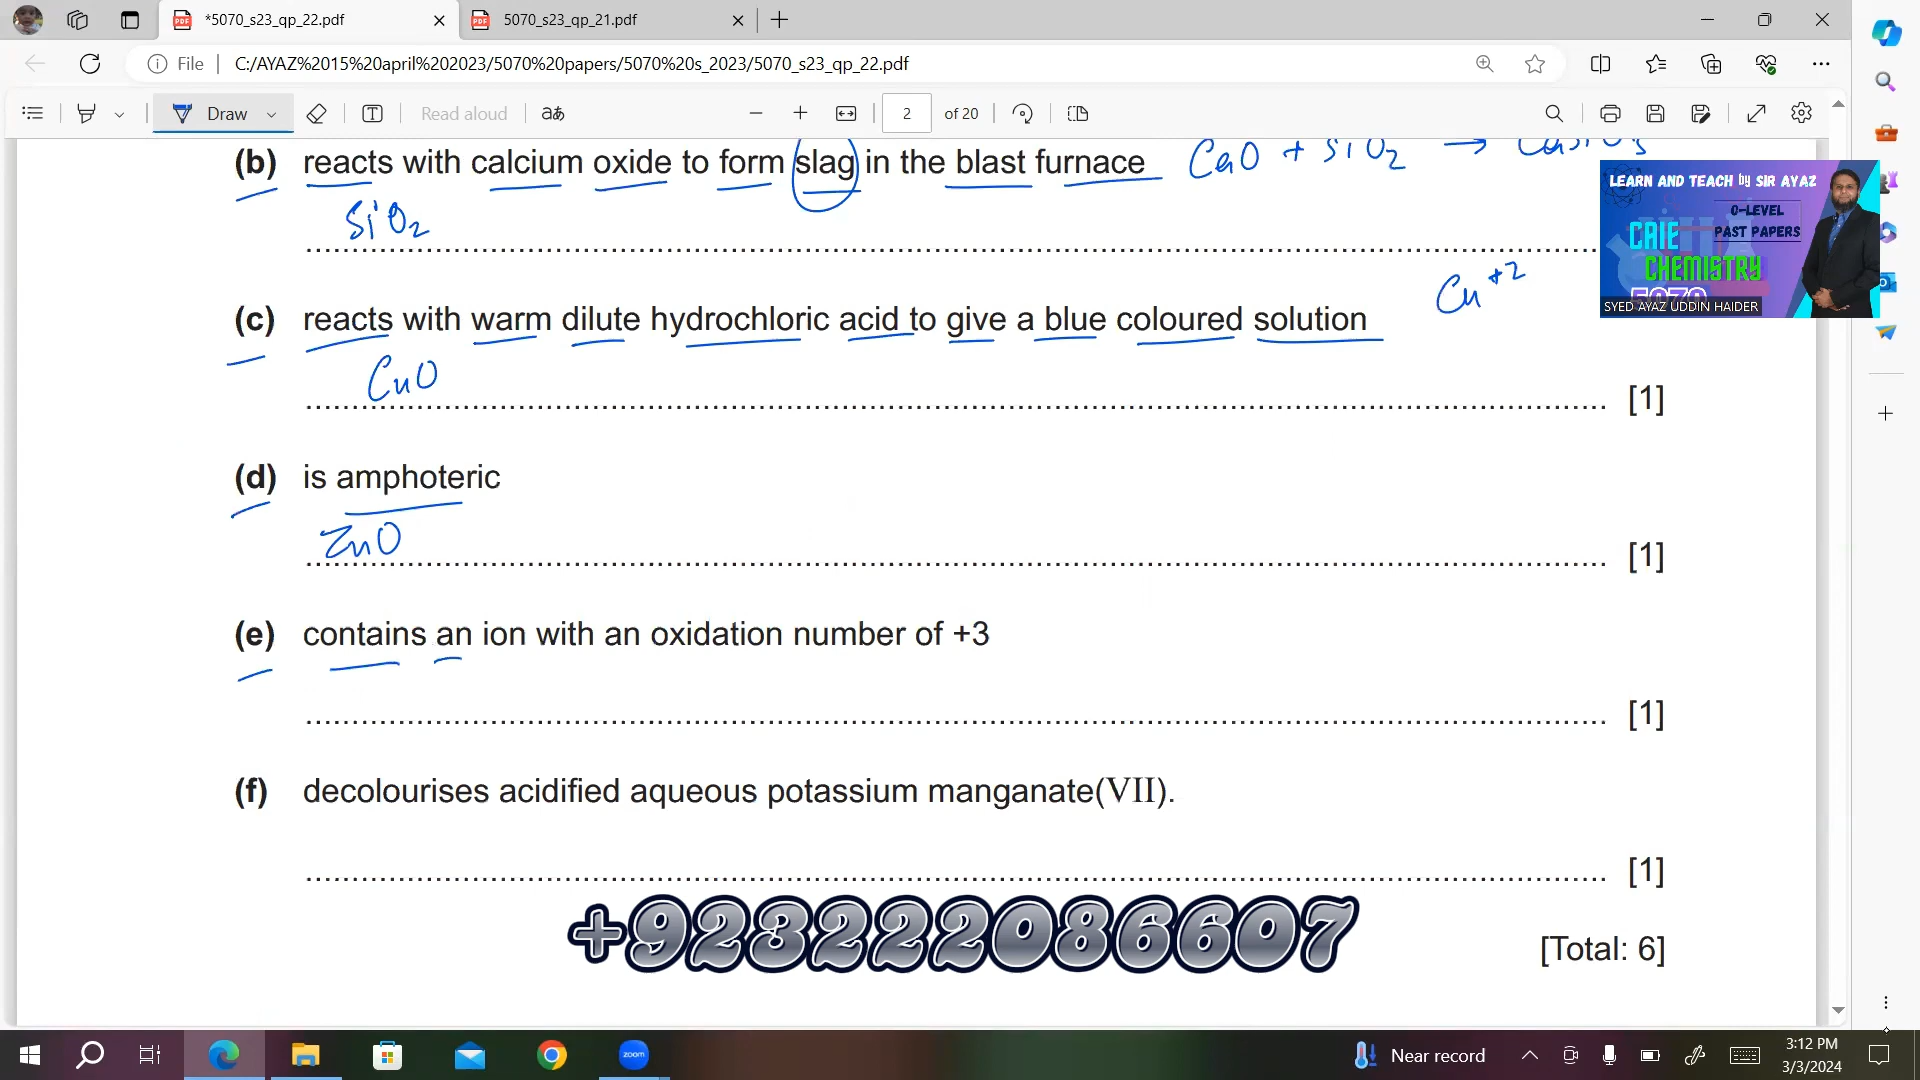 *5070_s23_qp_22.pdf
5070_s23_qp_21.pdf
File
C:/AYAZ%2015%20april%202023/5070%20papers/5070%20s_2023/5070_s23_qp_22.pdf
Draw
Read aloud
aあ
2
of 20
(b) reacts with calcium oxide to form slag in the blast furnace CaO + SiO2 → CaSiO3
SiO2
LEARN AND TEACH by SIR AYAZ
O-LEVEL
PAST PAPERS
CAIE
CHEMISTRY
5070
SYED AYAZ UDDIN HAIDER
Cu+2
(c) reacts with warm dilute hydrochloric acid to give a blue coloured solution
CuO
[1]
(d) is amphoteric
ZnO
[1]
(e) contains an ion with an oxidation number of +3
[1]
(f) decolourises acidified aqueous potassium manganate(VII).
[1]
+923222086607
[Total: 6]
zoom
Near record
3:12 PM
3/3/2024